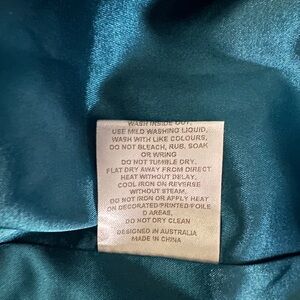 WASH INSIDE OUT,
USE MILD WASHING LIQUID,
WASH WITH LIKE COLOURS,
DO NOT BLEACH, RUB, SOAK
OR WRING
DO NOT TUMBLE DRY.
FLAT DRY AWAY FROM DIRECT
HEAT WITHOUT DELAY,
COOL IRON ON REVERSE
WITHOUT STEAM,
DO NOT IRON OR APPLY HEAT
ON DECORATED/PRINTED/FOILE
D AREAS,
DO NOT DRY CLEAN
DESIGNED IN AUSTRALIA
MADE IN CHINA